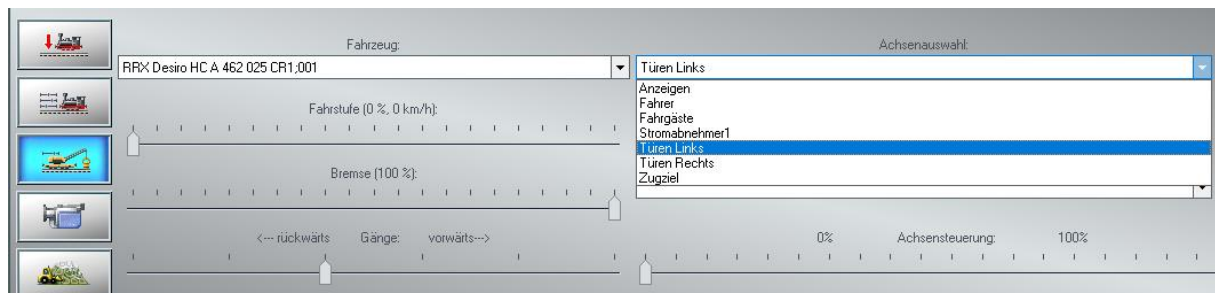 Fahrzeug:
Achsenauswahl:
RRX Desiro HC A 462 025 CR1;001
Türen Links
Anzeigen
Fahrer
Fahrgäste
Stromabnehmer1
Türen Links
Türen Rechts
Zugziel
Fahrstufe (0 %, 0 km/h):
Bremse (100 %):
<--- rückwärts Gänge: vorwärts--->
0% Achsensteuerung: 100%